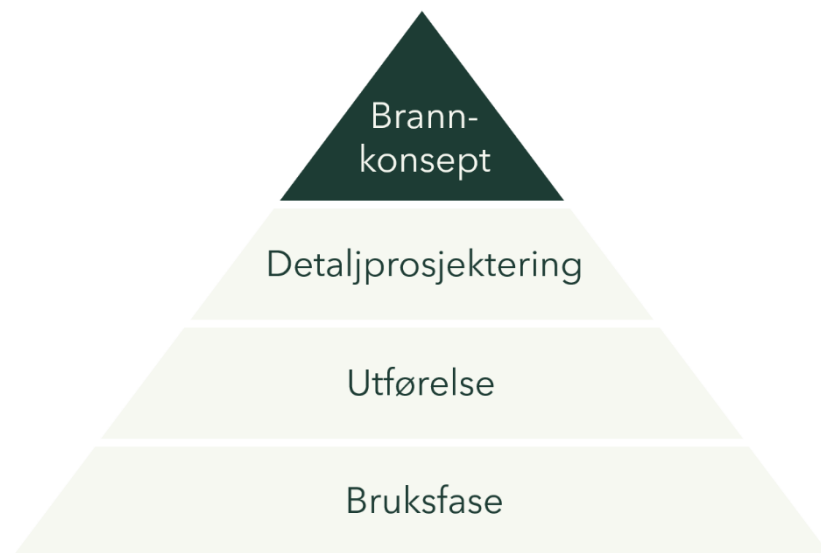 Brann-
konsept
Detaljprosjektering
Utførelse
Bruksfase